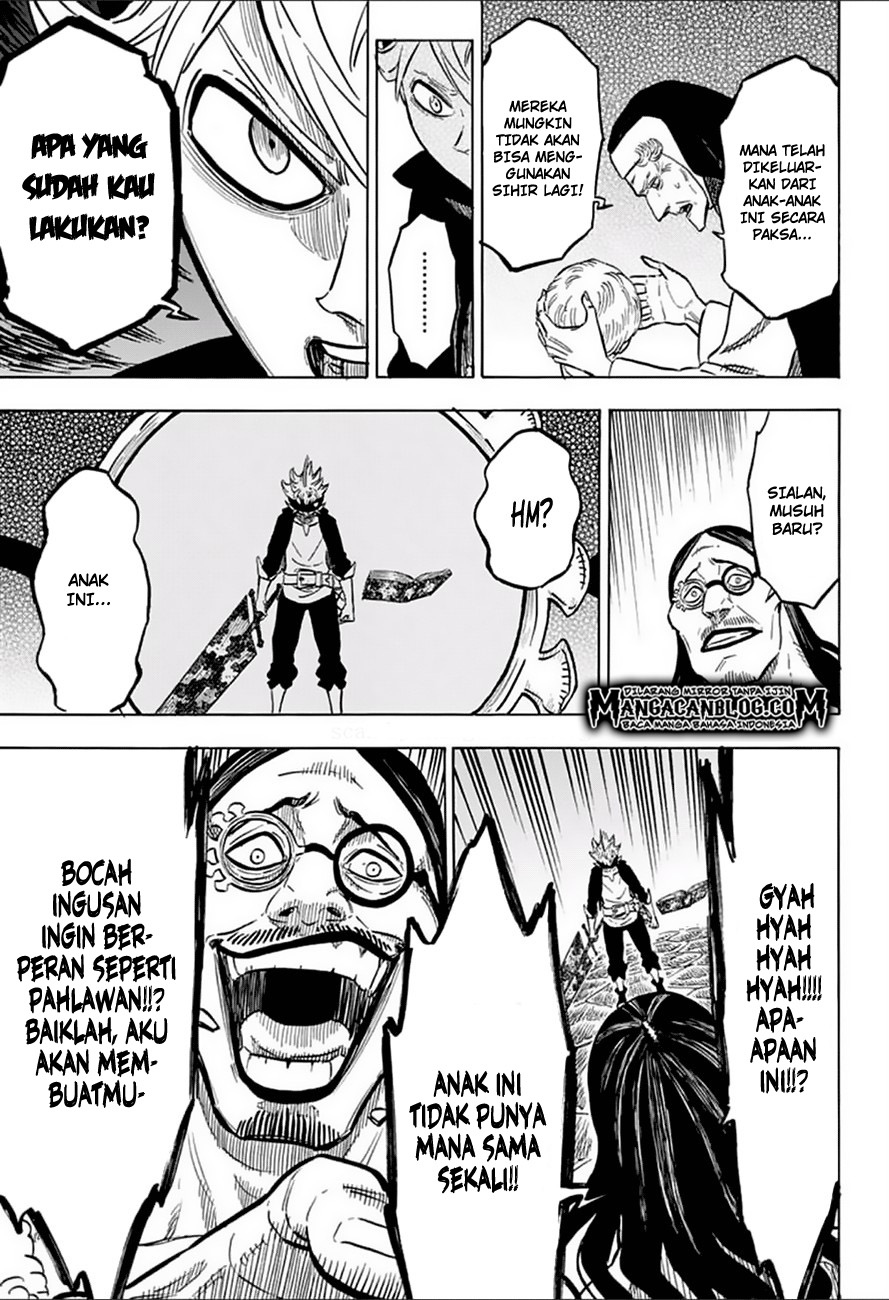 MANA TELAH
DIKELUAR-
KAN DARI
ANAK-ANAK
INI SECARA
PAKSA...
MEREKA
MUNGKIN
TIDAK AKAN
BISA MENG-
GUNAKAN
SIHIR LAGI!
.........
APA YANG
SUDAH KAU
LAKUKAN?
SIALAN,
MUSUH
BARU?
HM?
ANAK
INI...
DILARANG MIRROR TANPA IJIN
MANGACANBLOG.COM
BACA MANGA BAHASA INDONESIA
GYAH
HYAH
HYAH
HYAH!!!!
APA-
APAAN
INI!!?
ANAK INI
TIDAK PUNYA
MANA SAMA
SEKALI!!
BOCAH
INGUSAN
INGIN BER-
PERAN SEPERTI
PAHLAWAN!!?
BAIKLAH, AKU
AKAN MEM-
BUATMU-